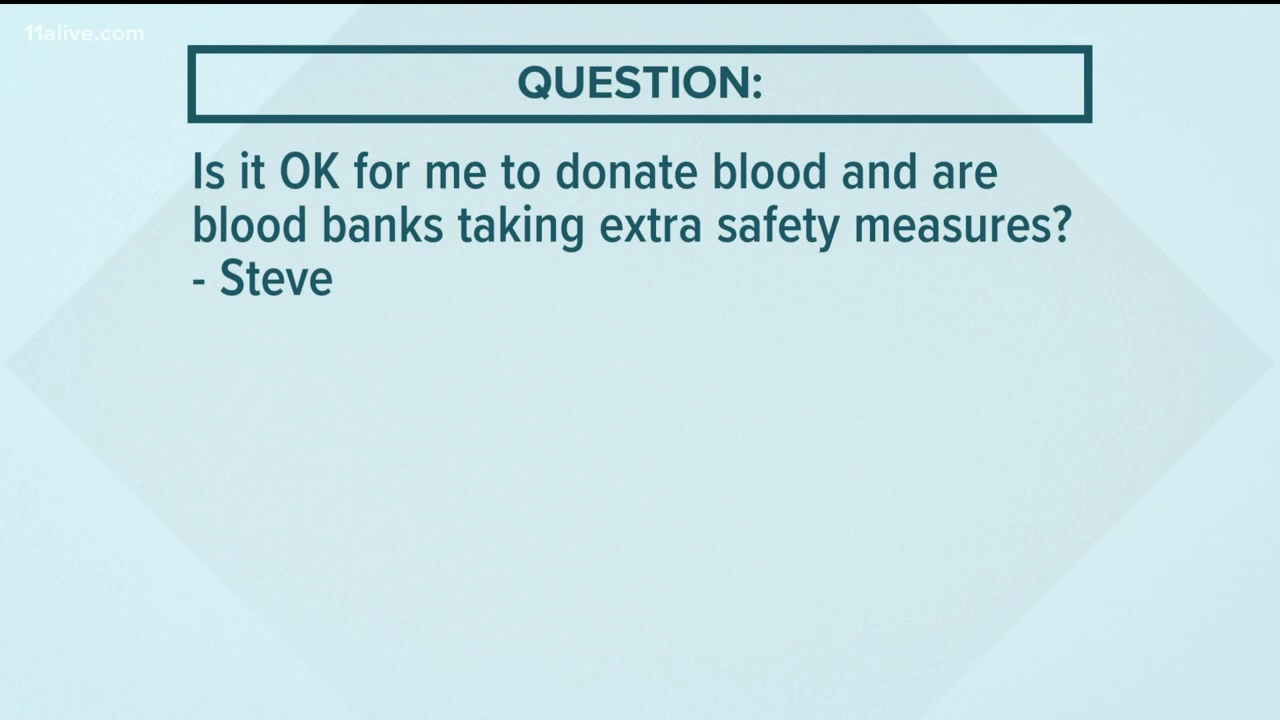 11alive.com
QUESTION:
Is it OK for me to donate blood and are
blood banks taking extra safety measures?
- Steve